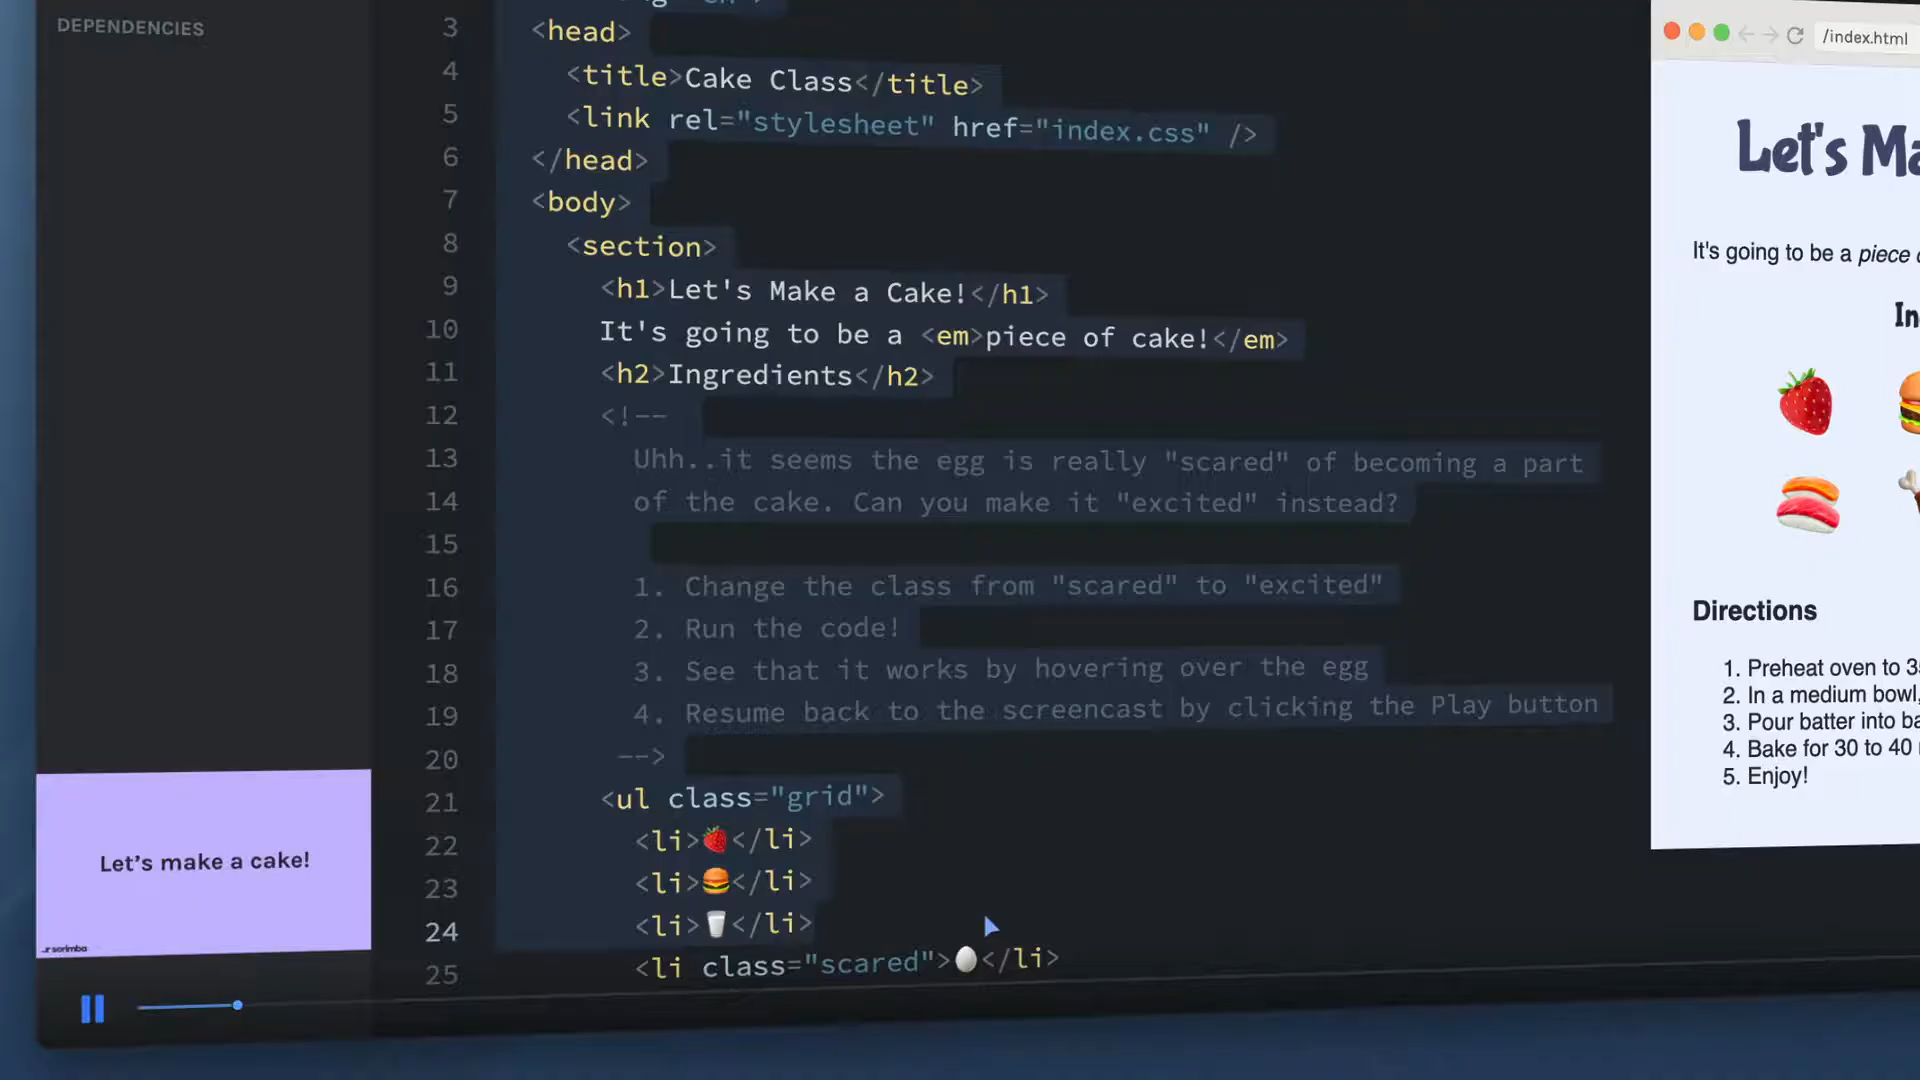 DEPENDENCIES
3 <head>
4 <title>Cake Class</title>
5 <link rel="stylesheet" href="index.css" />
6 </head>
7 <body>
8 <section>
9 <h1>Let's Make a Cake!</h1>
10 It's going to be a <em>piece of cake!</em>
11 <h2>Ingredients</h2>
12 <!--
13 Uhh..it seems the egg is really "scared" of becoming a part
14 of the cake. Can you make it "excited" instead?
15
16 1. Change the class from "scared" to "excited"
17 2. Run the code!
18 3. See that it works by hovering over the egg
19 4. Resume back to the screencast by clicking the Play button
20 -->
21 <ul class="grid">
22 <li>🍓</li>
23 <li>🍔</li>
24 <li>🥛</li>
25 <li class="scared">🥚</li>
Let's make a cake!
scrimba
/index.html
Let's Ma
It's going to be a piece
In
Directions
1. Preheat oven to 35
2. In a medium bowl,
3. Pour batter into ba
4. Bake for 30 to 40
5. Enjoy!